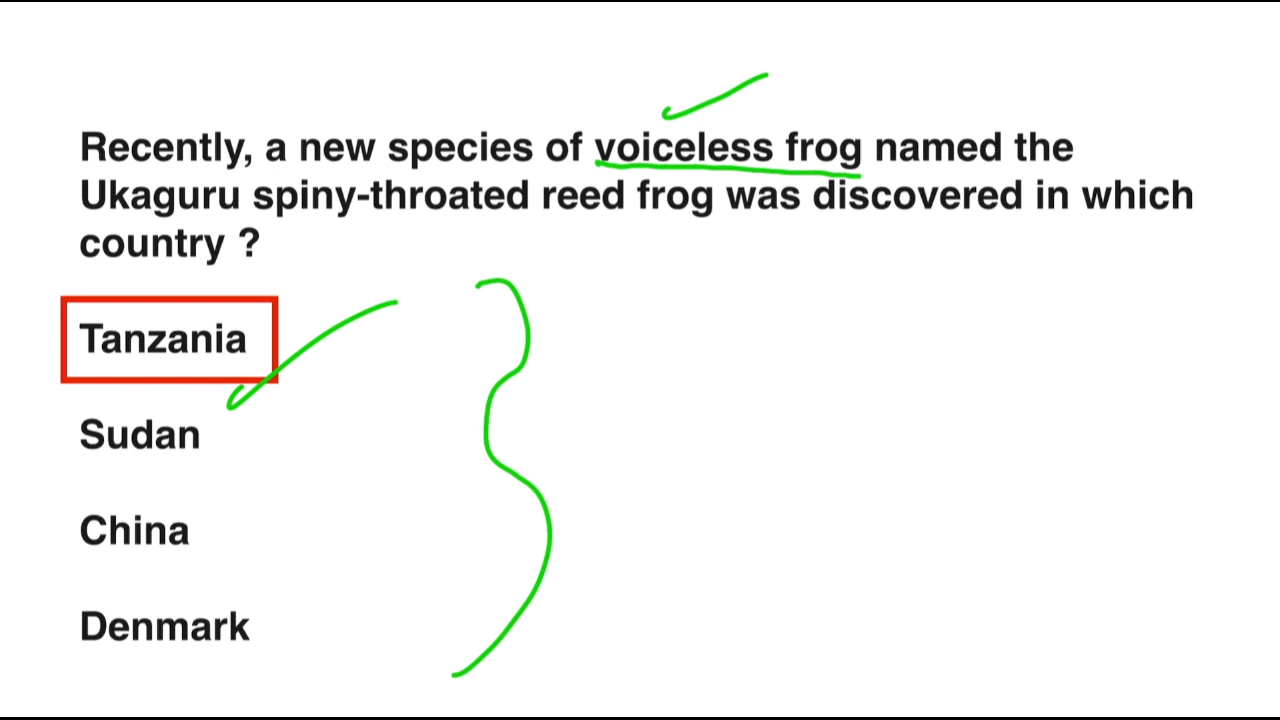 Recently, a new species of voiceless frog named the
Ukaguru spiny-throated reed frog was discovered in which
country ?
Tanzania
Sudan
China
Denmark